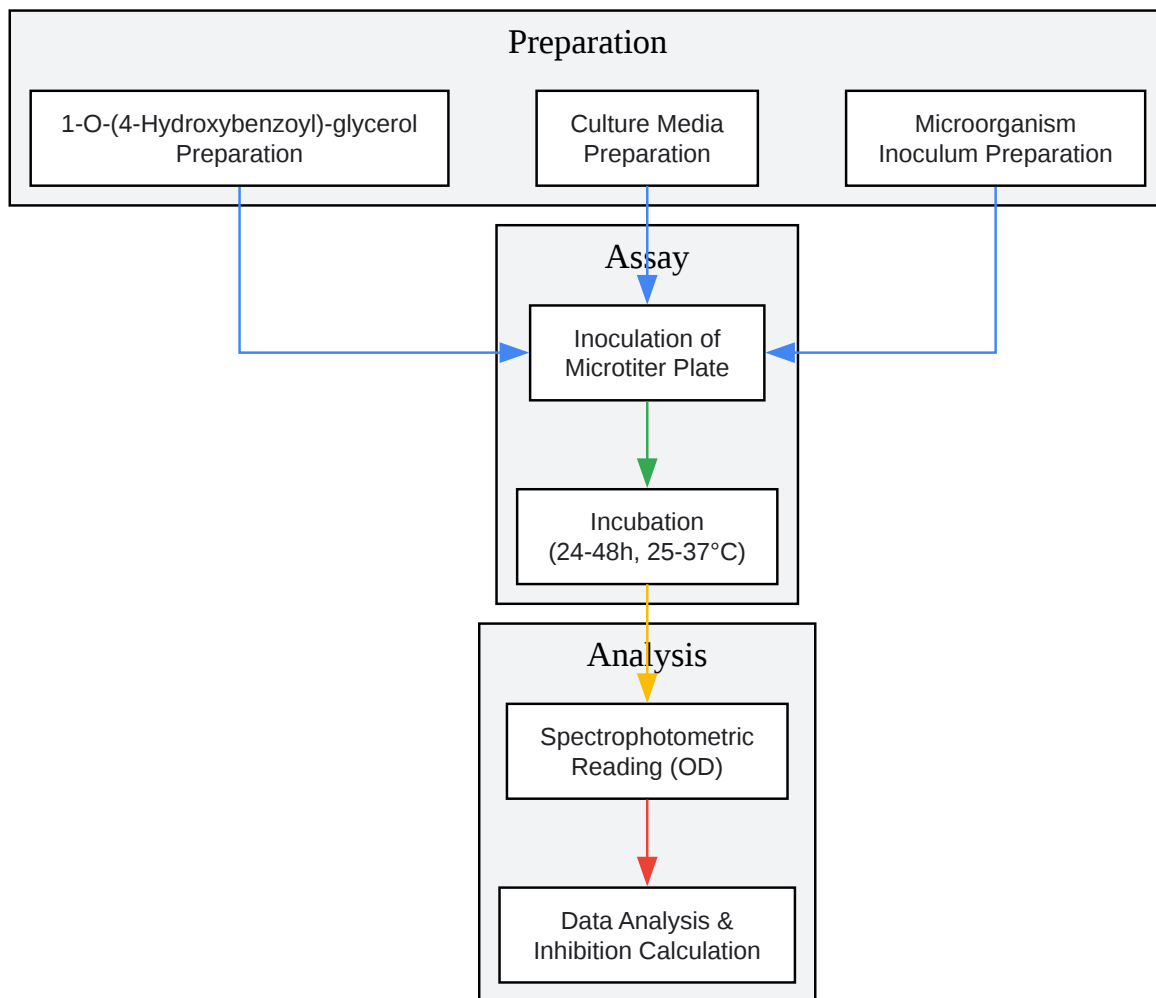 Preparation
1-O-(4-Hydroxybenzoyl)-glycerol
Preparation
Culture Media
Preparation
Microorganism
Inoculum Preparation
Assay
Inoculation of
Microtiter Plate
Incubation
(24-48h, 25-37°C)
Analysis
Spectrophotometric
Reading (OD)
Data Analysis &
Inhibition Calculation